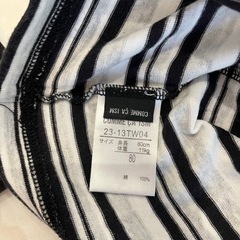 COMME CA ISM
COMME CA ISM
23-13TW04
サイズ 身長 80cm
体重 11kg
80
綿 100%